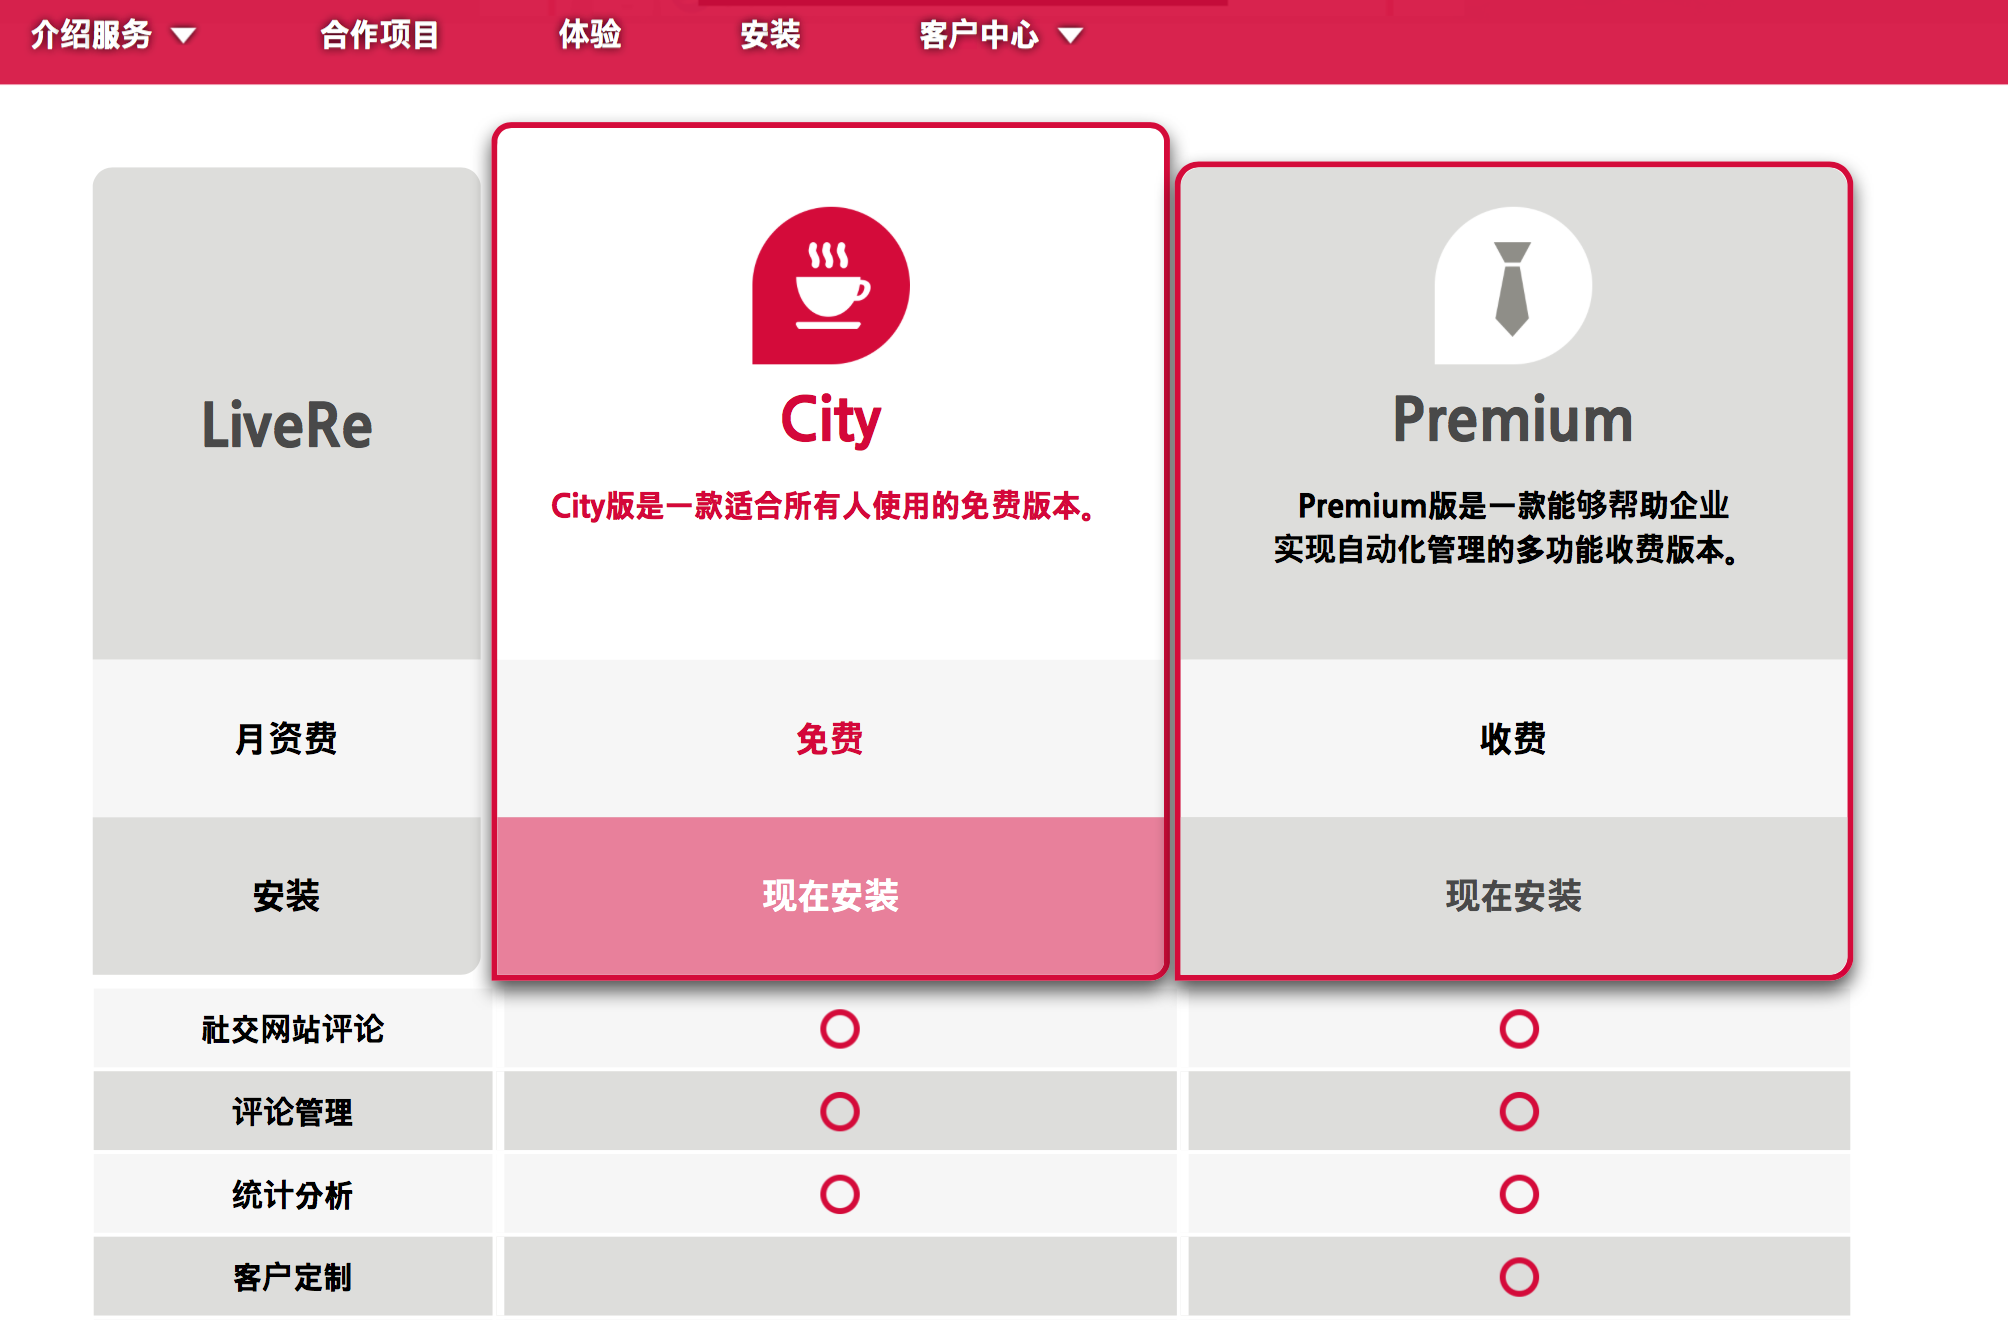 介绍服务
合作项目
体验
安装
客户中心
LiveRe
City
City版是一款适合所有人使用的免费版本。
Premium
Premium版是一款能够帮助企业
实现自动化管理的多功能收费版本。
月资费
免费
收费
安装
现在安装
现在安装
社交网站评论
评论管理
统计分析
客户定制